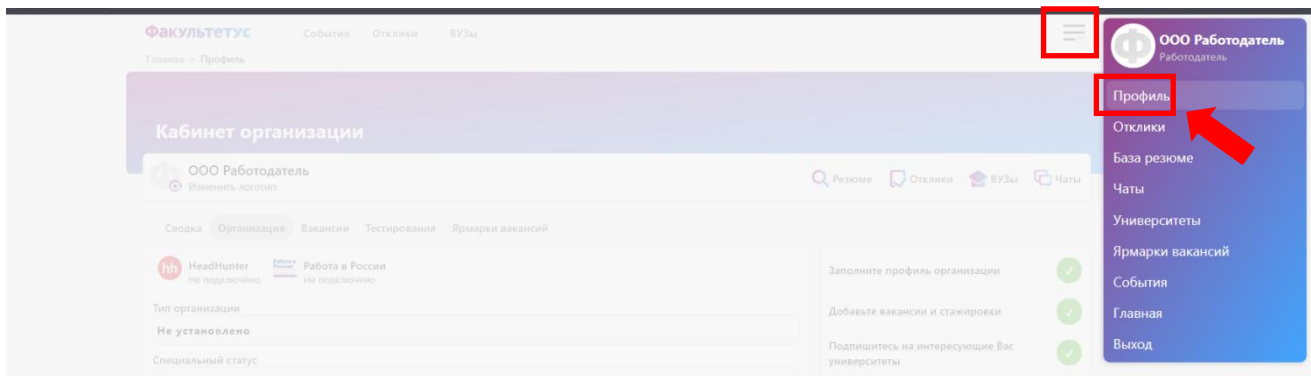 Факультетус
События Отклики ВУЗы
Главная > Профиль
Кабинет организации
ООО Работодатель
Изменить логотип
Резюме Отклики ВУЗы Чаты
Сводка Организация Вакансии Тестирования Ярмарки вакансий
hh HeadHunter Работа в России
Не подключено Не подключено
Тип организации
Не установлено
Специальный статус
Заполните профиль организации
Добавьте вакансии и стажировки
Подпишитесь на интересующие Вас
университеты
ООО Работодатель
Работодатель
Профиль
Отклики
База резюме
Чаты
Университеты
Ярмарки вакансий
События
Главная
Выход